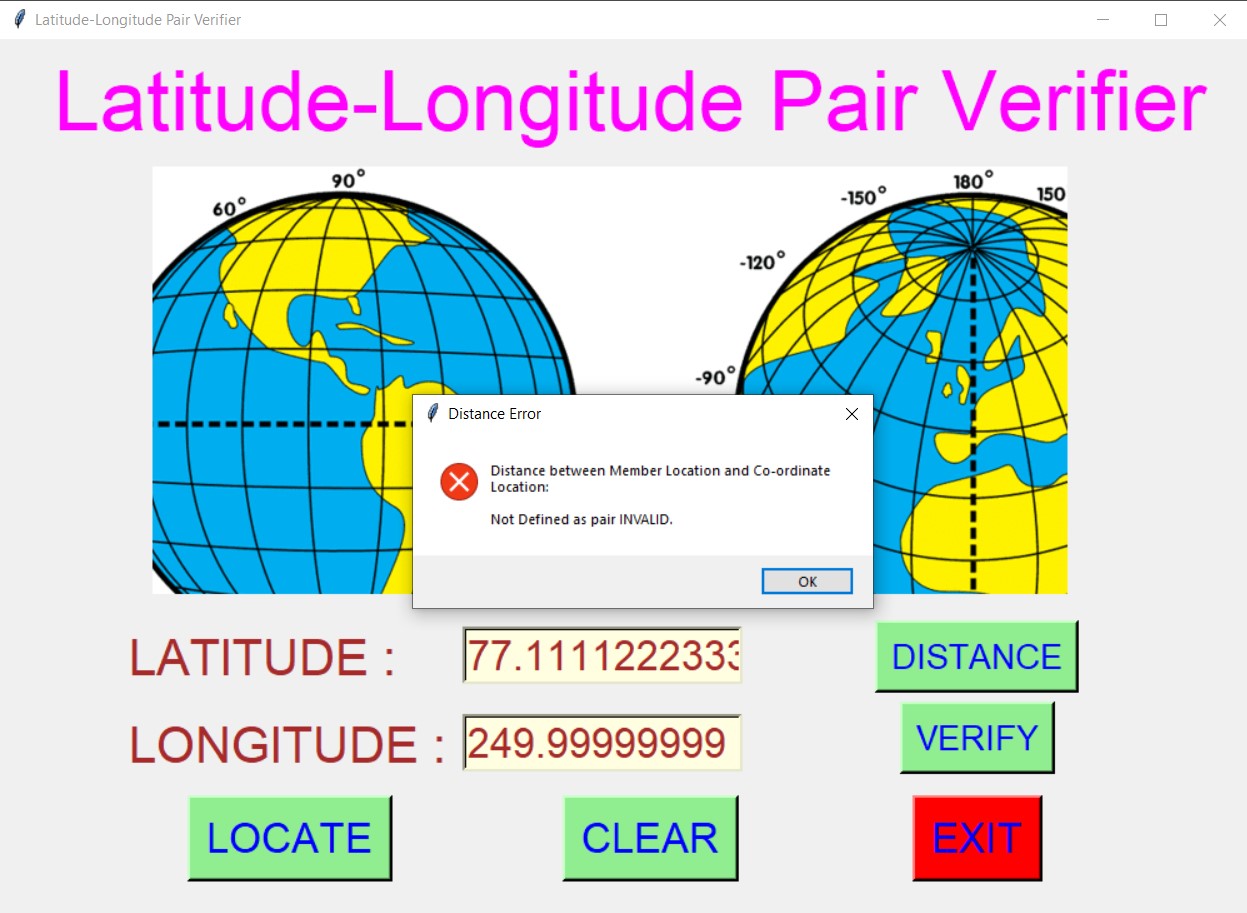 Latitude-Longitude Pair Verifier
Latitude-Longitude Pair Verifier
60° 90° -150° 180° 150
-120°
-90°
Distance Error
Distance between Member Location and Co-ordinate
Location:
Not Defined as pair INVALID.
OK
LATITUDE : 77.1111222333 DISTANCE
LONGITUDE : 249.99999999 VERIFY
LOCATE CLEAR EXIT